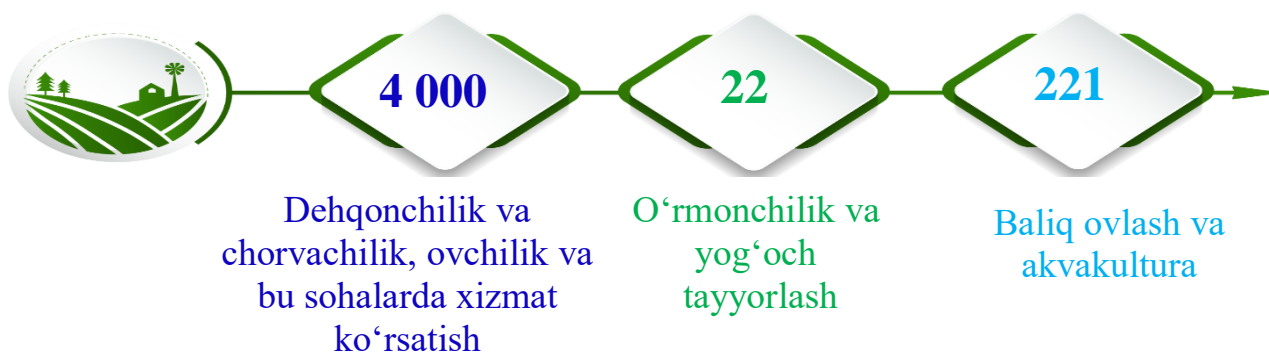 4 000
22
221
Dehqonchilik va
chorvachilik, ovchilik va
bu sohalarda xizmat
ko‘rsatish
O‘rmonchilik va
yog‘och
tayyorlash
Baliq ovlash va
akvakultura